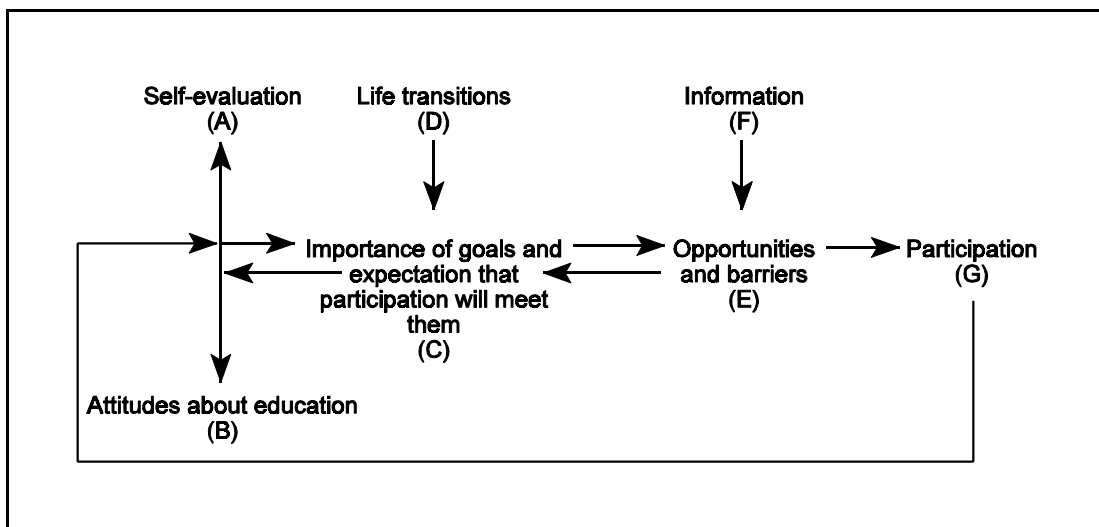 Self-evaluation
(A)
Life transitions
(D)
Information
(F)
Importance of goals and
expectation that
participation will meet
them
(C)
Opportunities
and barriers
(E)
Participation
(G)
Attitudes about education
(B)